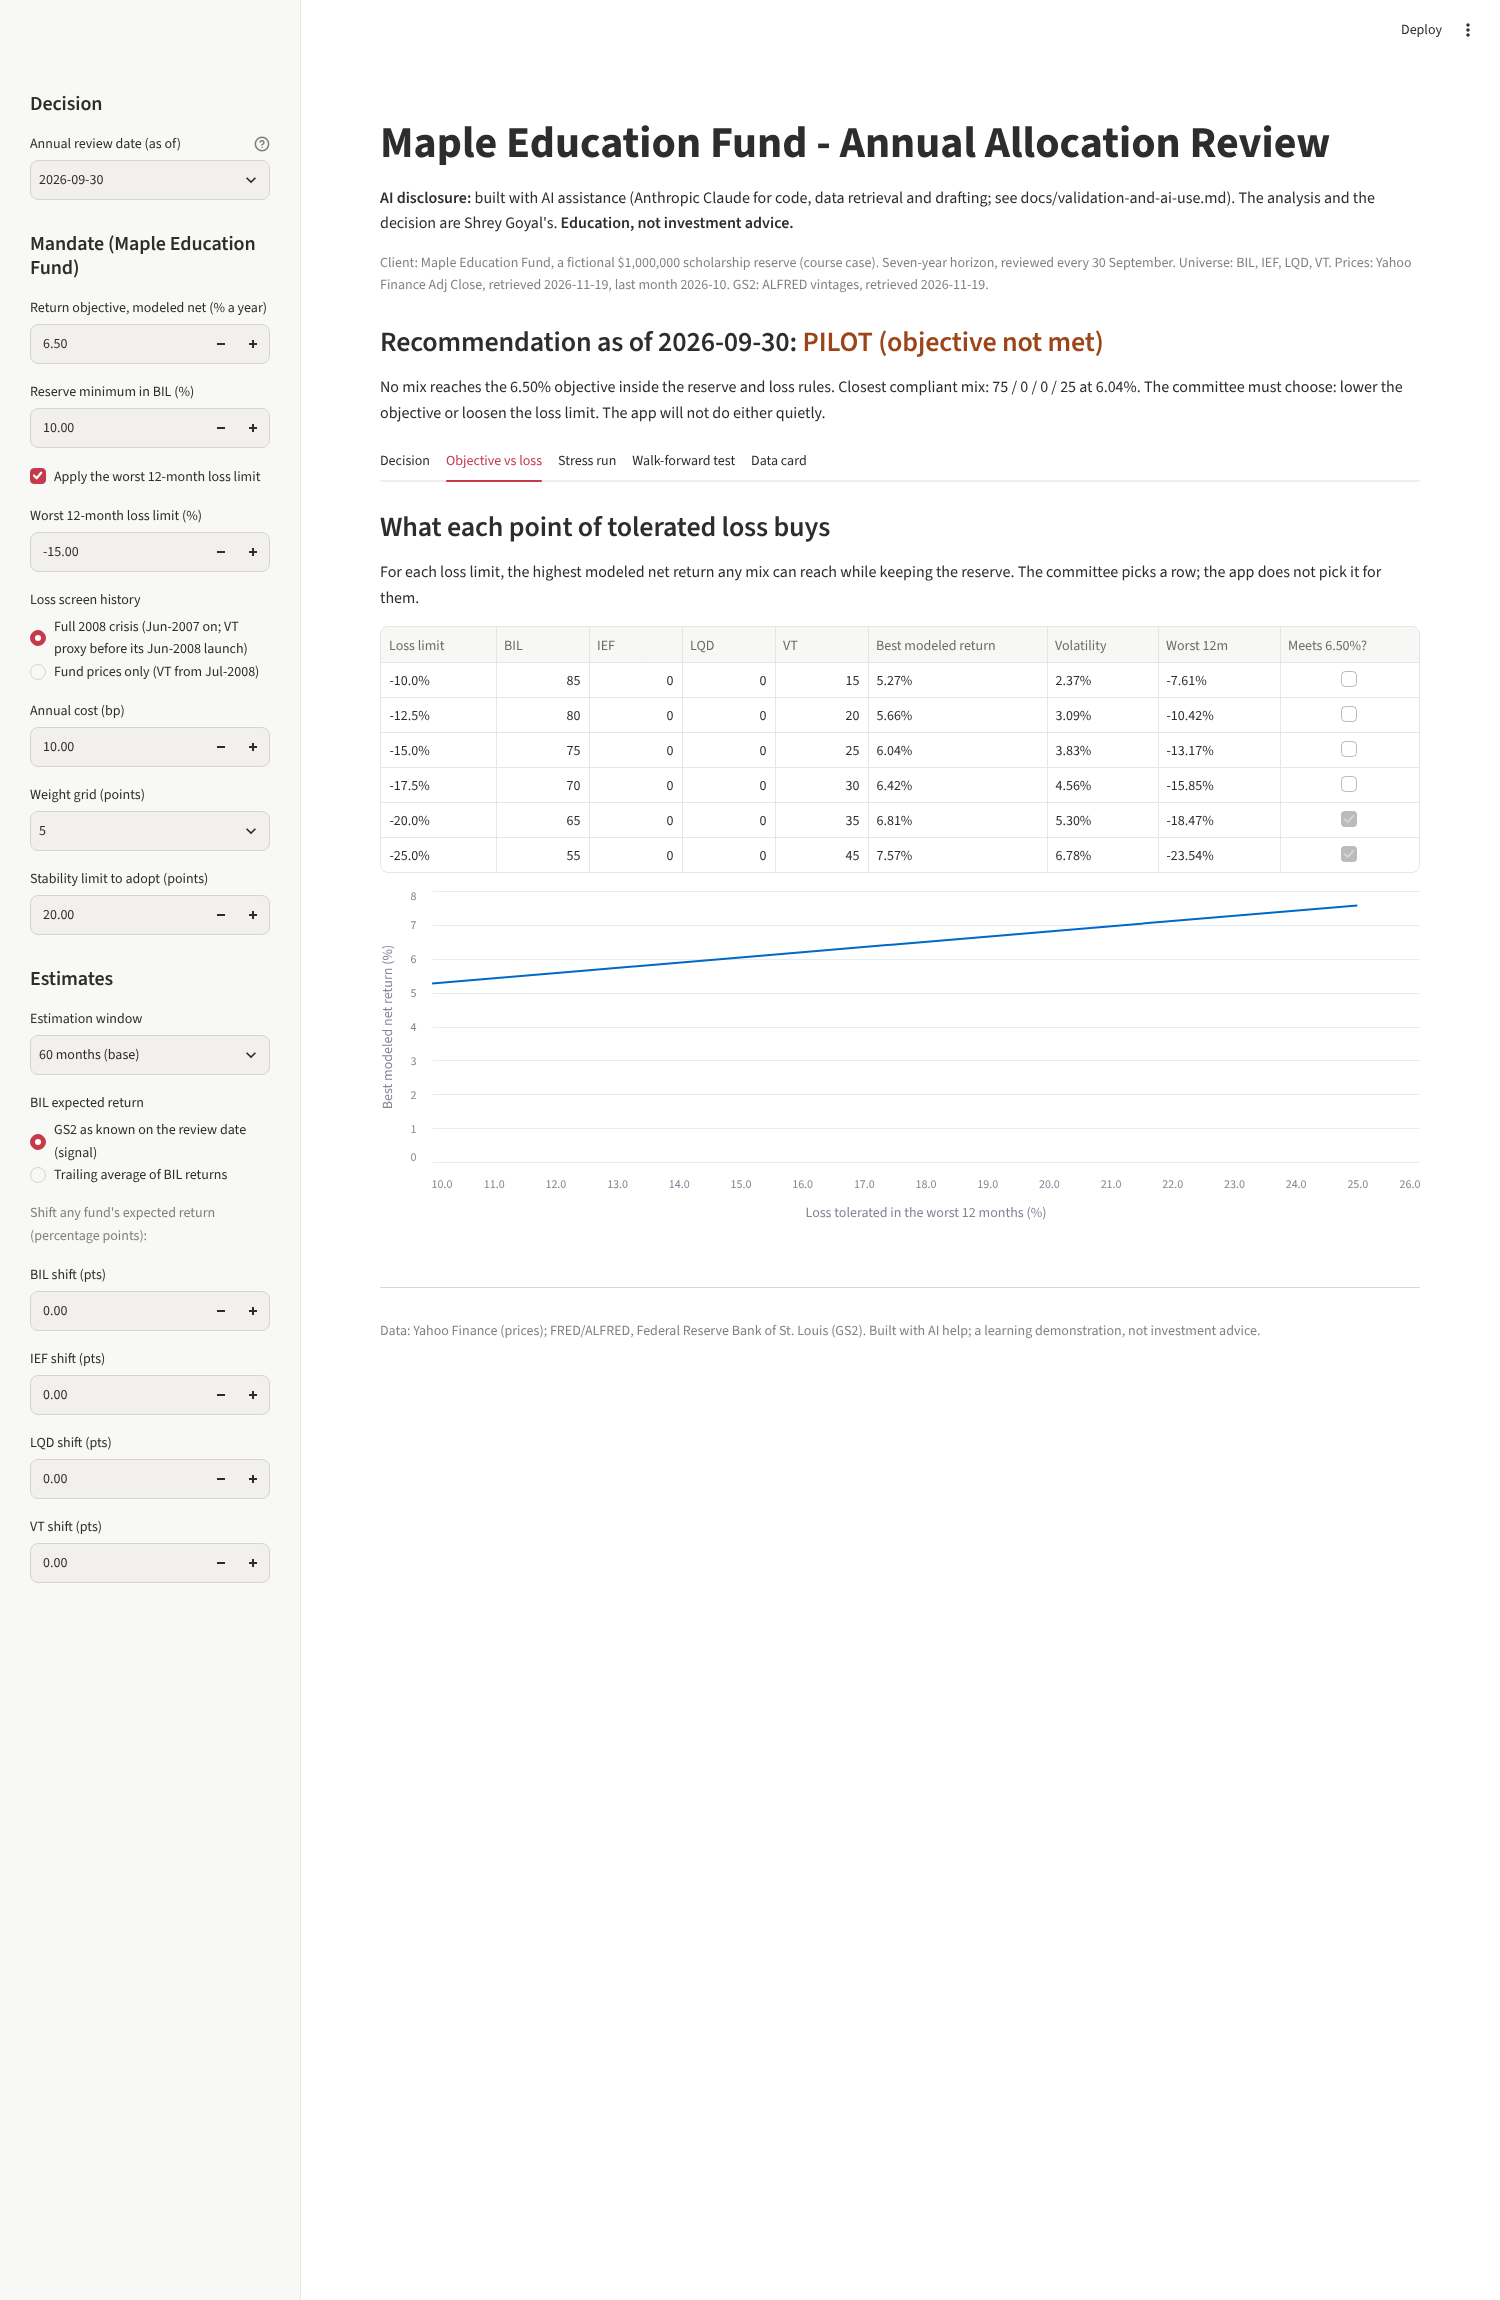 Deploy
Decision
Annual review date (as of)
2026-09-30
Mandate (Maple Education
Fund)
Return objective, modeled net (% a year)
6.50
Reserve minimum in BIL (%)
10.00
Apply the worst 12-month loss limit
Worst 12-month loss limit (%)
-15.00
Loss screen history
Full 2008 crisis (Jun-2007 on; VT
proxy before its Jun-2008 launch)
Fund prices only (VT from Jul-2008)
Annual cost (bp)
10.00
Weight grid (points)
5
Stability limit to adopt (points)
20.00
Estimates
Estimation window
60 months (base)
BIL expected return
GS2 as known on the review date
(signal)
Trailing average of BIL returns
Shift any fund's expected return
(percentage points):
BIL shift (pts)
0.00
IEF shift (pts)
0.00
LQD shift (pts)
0.00
VT shift (pts)
0.00
Maple Education Fund - Annual Allocation Review
AI disclosure: built with AI assistance (Anthropic Claude for code, data retrieval and drafting; see docs/validation-and-ai-use.md). The analysis and the
decision are Shrey Goyal's. Education, not investment advice.
Client: Maple Education Fund, a fictional $1,000,000 scholarship reserve (course case). Seven-year horizon, reviewed every 30 September. Universe: BIL, IEF, LQD, VT. Prices: Yahoo
Finance Adj Close, retrieved 2026-11-19, last month 2026-10. GS2: ALFRED vintages, retrieved 2026-11-19.
Recommendation as of 2026-09-30: PILOT (objective not met)
No mix reaches the 6.50% objective inside the reserve and loss rules. Closest compliant mix: 75 / 0 / 0 / 25 at 6.04%. The committee must choose: lower the
objective or loosen the loss limit. The app will not do either quietly.
Decision Objective vs loss Stress run Walk-forward test Data card
What each point of tolerated loss buys
For each loss limit, the highest modeled net return any mix can reach while keeping the reserve. The committee picks a row; the app does not pick it for
them.
Loss limit BIL IEF LQD VT Best modeled return Volatility Worst 12m Meets 6.50%?
-10.0% 85 0 0 15 5.27% 2.37% -7.61%
-12.5% 80 0 0 20 5.66% 3.09% -10.42%
-15.0% 75 0 0 25 6.04% 3.83% -13.17%
-17.5% 70 0 0 30 6.42% 4.56% -15.85%
-20.0% 65 0 0 35 6.81% 5.30% -18.47%
-25.0% 55 0 0 45 7.57% 6.78% -23.54%
Best modeled net return (%)
8
7
6
5
4
3
2
1
0
10.0 11.0 12.0 13.0 14.0 15.0 16.0 17.0 18.0 19.0 20.0 21.0 22.0 23.0 24.0 25.0 26.0
Loss tolerated in the worst 12 months (%)
Data: Yahoo Finance (prices); FRED/ALFRED, Federal Reserve Bank of St. Louis (GS2). Built with AI help; a learning demonstration, not investment advice.